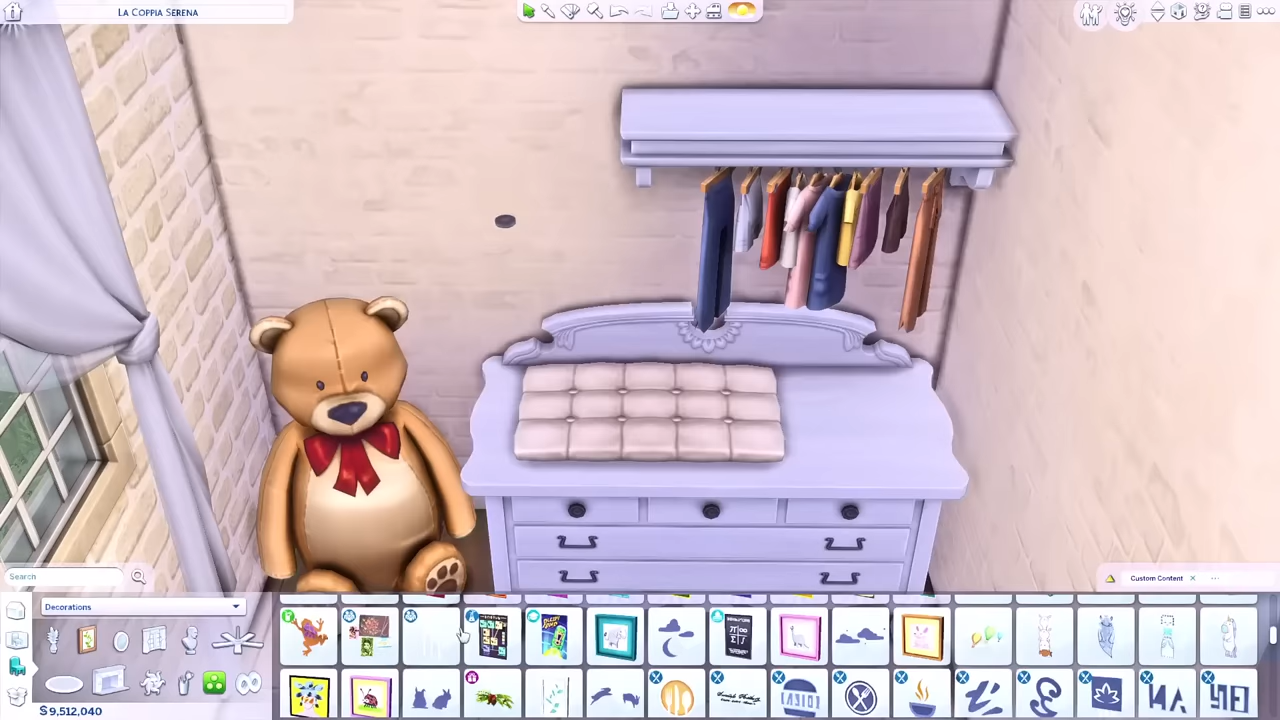 LA COPPIA SERENA
Search
Custom Content
Decorations
§9,512,040